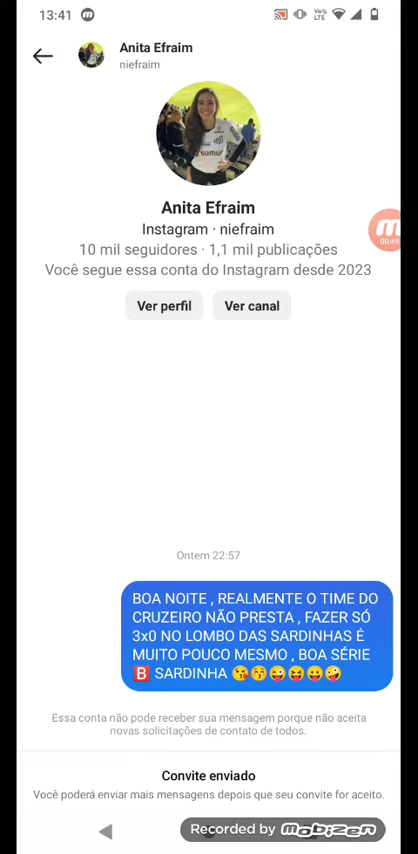 13:41
Anita Efraim
niefraim
SUMUP
Anita Efraim
Instagram · niefraim
10 mil seguidores · 1,1 mil publicações
Você segue essa conta do Instagram desde 2023
00:49
Ver perfil Ver canal
Ontem 22:57
BOA NOITE , REALMENTE O TIME DO
CRUZEIRO NÃO PRESTA , FAZER SÓ
3x0 NO LOMBO DAS SARDINHAS É
MUITO POUCO MESMO , BOA SÉRIE
🅱️ SARDINHA 😘😚😜😝😛🤪
Essa conta não pode receber sua mensagem porque não aceita
novas solicitações de contato de todos.
Convite enviado
Você poderá enviar mais mensagens depois que seu convite for aceito.
Recorded by mobizen